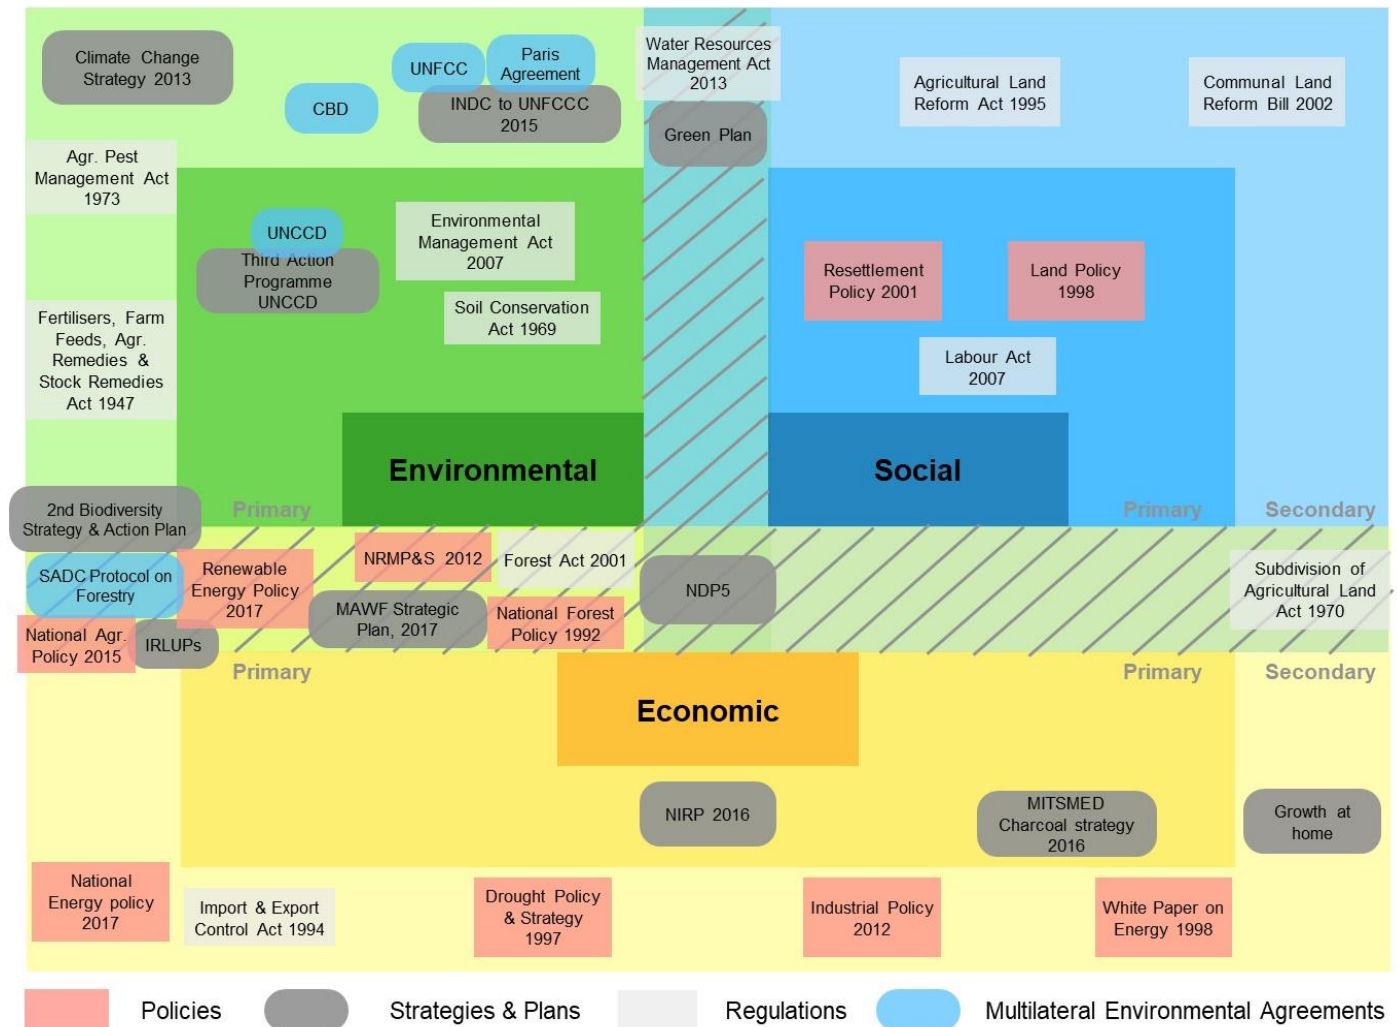 Climate Change
Strategy 2013
CBD
UNFCC
Paris
Agreement
INDC to UNFCCC
2015
Water Resources
Management Act
2013
Green Plan
Agricultural Land
Reform Act 1995
Communal Land
Reform Bill 2002
Agr. Pest
Management Act
1973
UNCCD
Third Action
Programme
UNCCD
Environmental
Management Act
2007
Soil Conservation
Act 1969
Resettlement
Policy 2001
Land Policy
1998
Labour Act
2007
Fertilisers, Farm
Feeds, Agr.
Remedies &
Stock Remedies
Act 1947
Environmental
Social
Primary
Primary
Secondary
2nd Biodiversity
Strategy & Action Plan
SADC Protocol on
Forestry
National Agr.
Policy 2015
IRLUPs
Renewable
Energy Policy
2017
NRMP&S 2012
MAWF Strategic
Plan, 2017
Forest Act 2001
National Forest
Policy 1992
NDP5
Subdivision of
Agricultural Land
Act 1970
Primary
Primary
Secondary
Economic
NIRP 2016
MITSMED
Charcoal strategy
2016
Growth at
home
National
Energy policy
2017
Import & Export
Control Act 1994
Drought Policy
& Strategy
1997
Industrial Policy
2012
White Paper on
Energy 1998
Policies
Strategies & Plans
Regulations
Multilateral Environmental Agreements